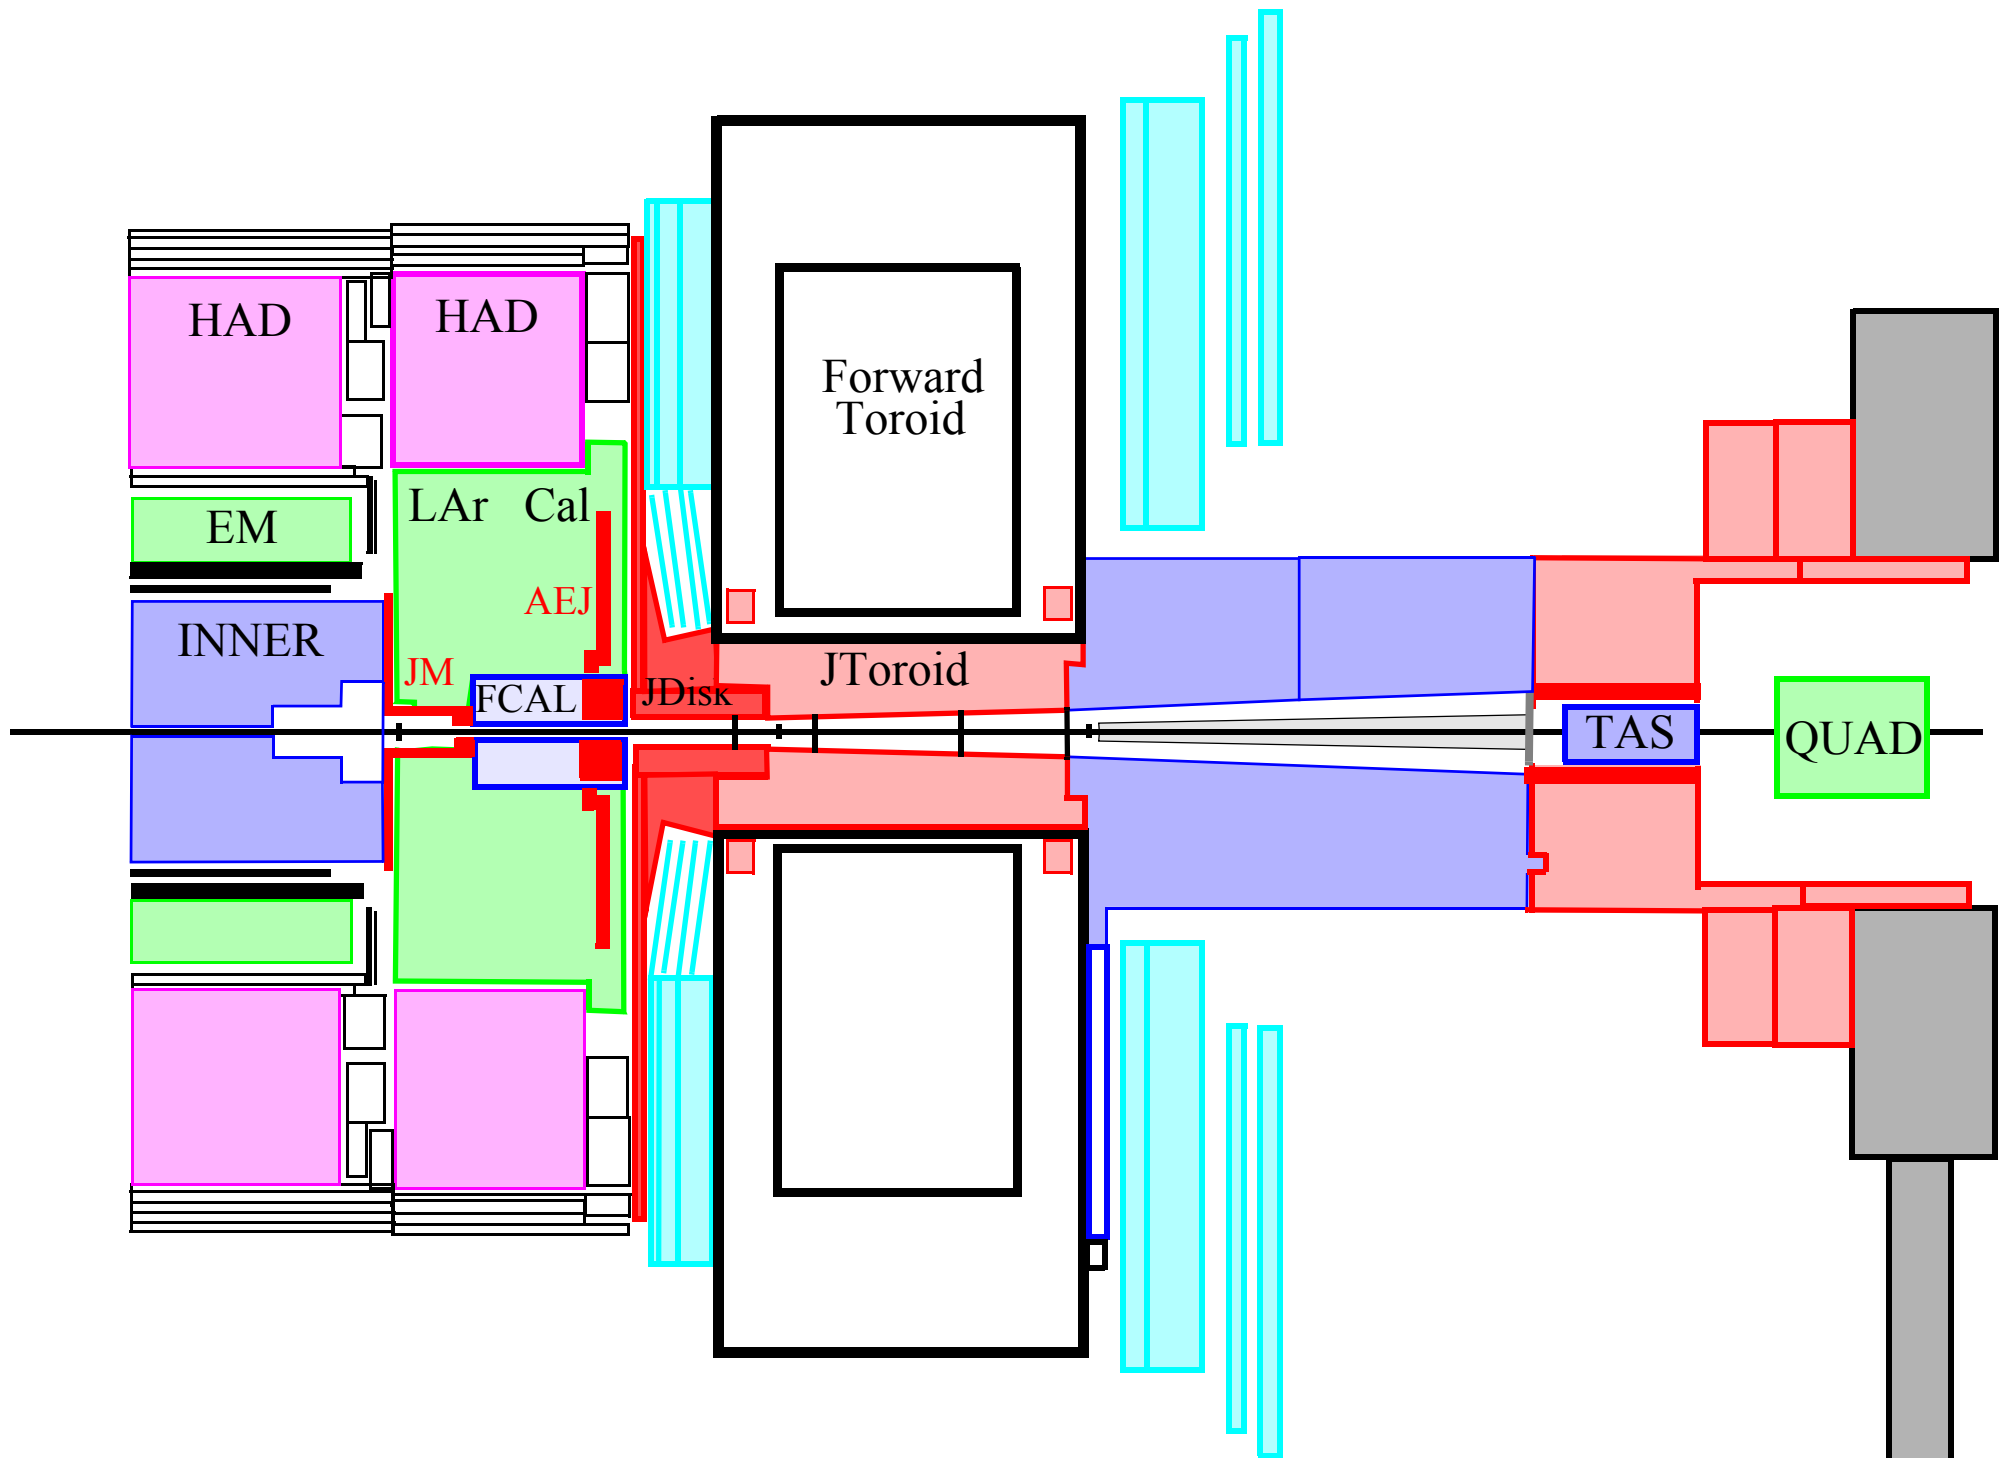 HAD
HAD
Forward
Toroid
LAr Cal
EM
AEJ
INNER
JM
JToroid
FCAL
JDisk
TAS
QUAD